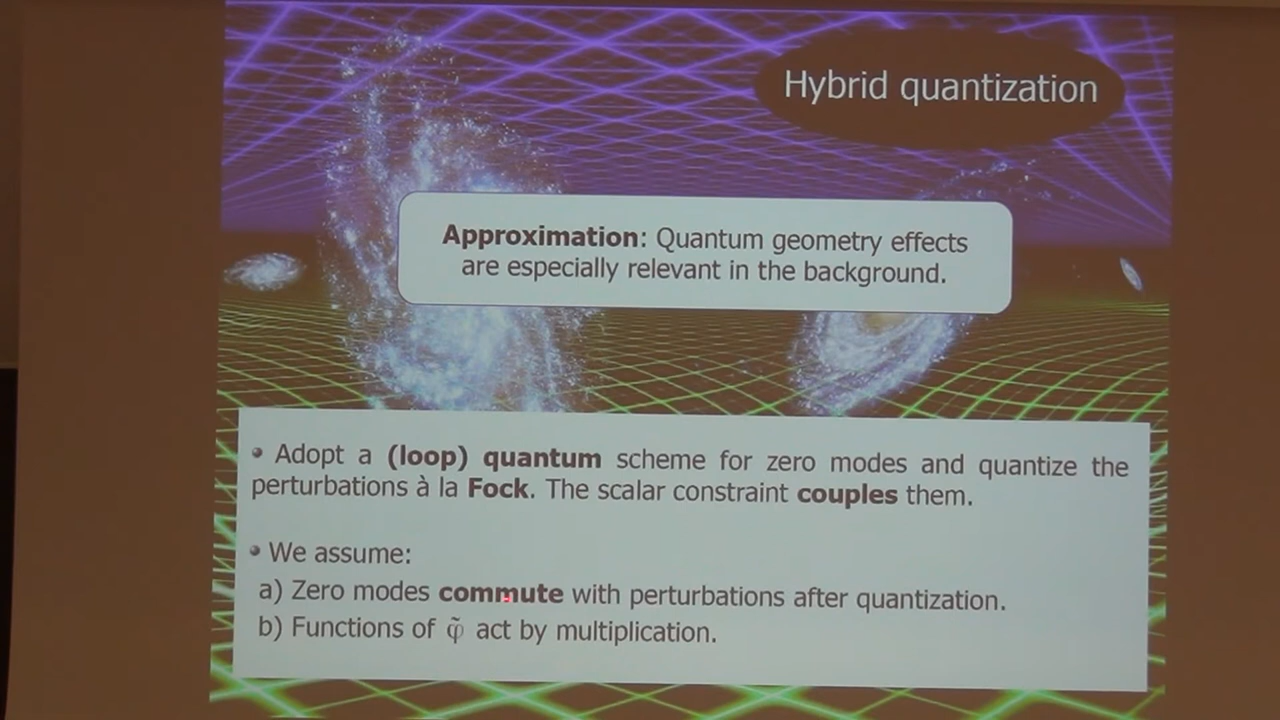 Hybrid quantization
Approximation: Quantum geometry effects
are especially relevant in the background.
• Adopt a (loop) quantum scheme for zero modes and quantize the
perturbations à la Fock. The scalar constraint couples them.
• We assume:
a) Zero modes commute with perturbations after quantization.
b) Functions of φ̃ act by multiplication.